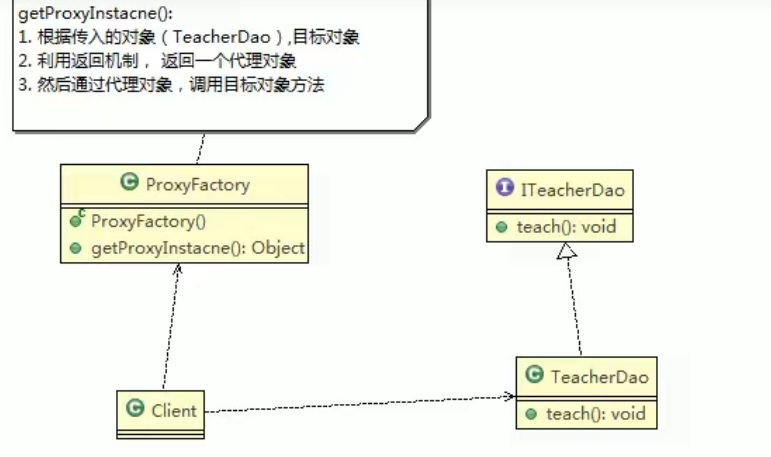 getProxyInstacne():
1. 根据传入的对象（TeacherDao）,目标对象
2. 利用返回机制， 返回一个代理对象
3. 然后通过代理对象，调用目标对象方法
C ProxyFactory
C ProxyFactory()
getProxyInstacne(): Object
I ITeacherDao
teach(): void
C Client
C TeacherDao
teach(): void